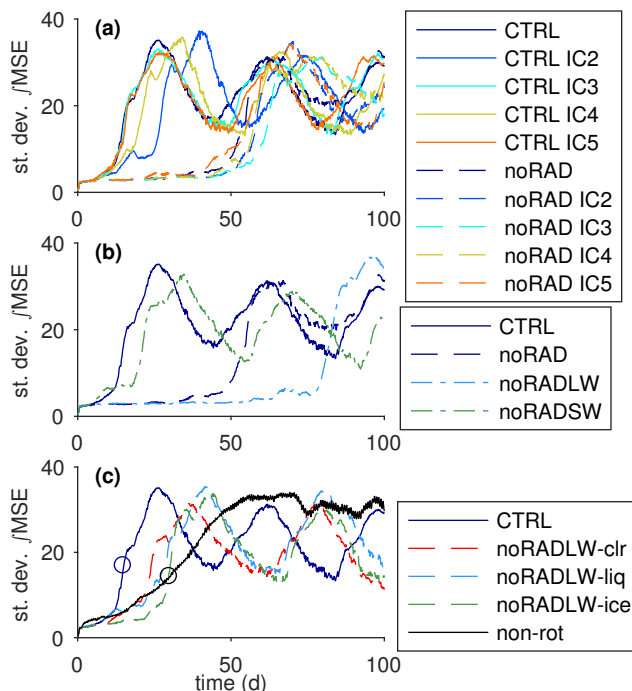 (a)
st. dev. ∫MSE
40
20
0
0
50
100
CTRL
CTRL IC2
CTRL IC3
CTRL IC4
CTRL IC5
noRAD
noRAD IC2
noRAD IC3
noRAD IC4
noRAD IC5
(b)
st. dev. ∫MSE
40
20
0
0
50
100
CTRL
noRAD
noRADLW
noRADSW
(c)
st. dev. ∫MSE
40
20
0
0
50
100
time (d)
CTRL
noRADLW-clr
noRADLW-liq
noRADLW-ice
non-rot